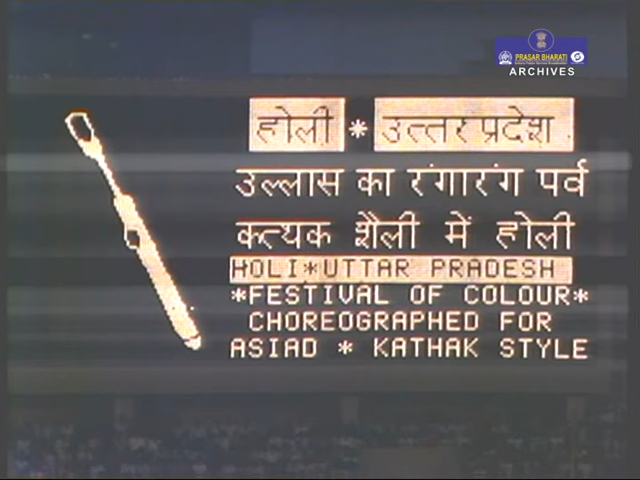 PRASAR BHARATI
ARCHIVES
होली * उत्तर प्रदेश
उल्लास का रंगारंग पर्व
कत्यक शैली में होली
HOLI*UTTAR PRADESH
*FESTIVAL OF COLOUR*
CHOREOGRAPHED FOR
ASIAD * KATHAK STYLE